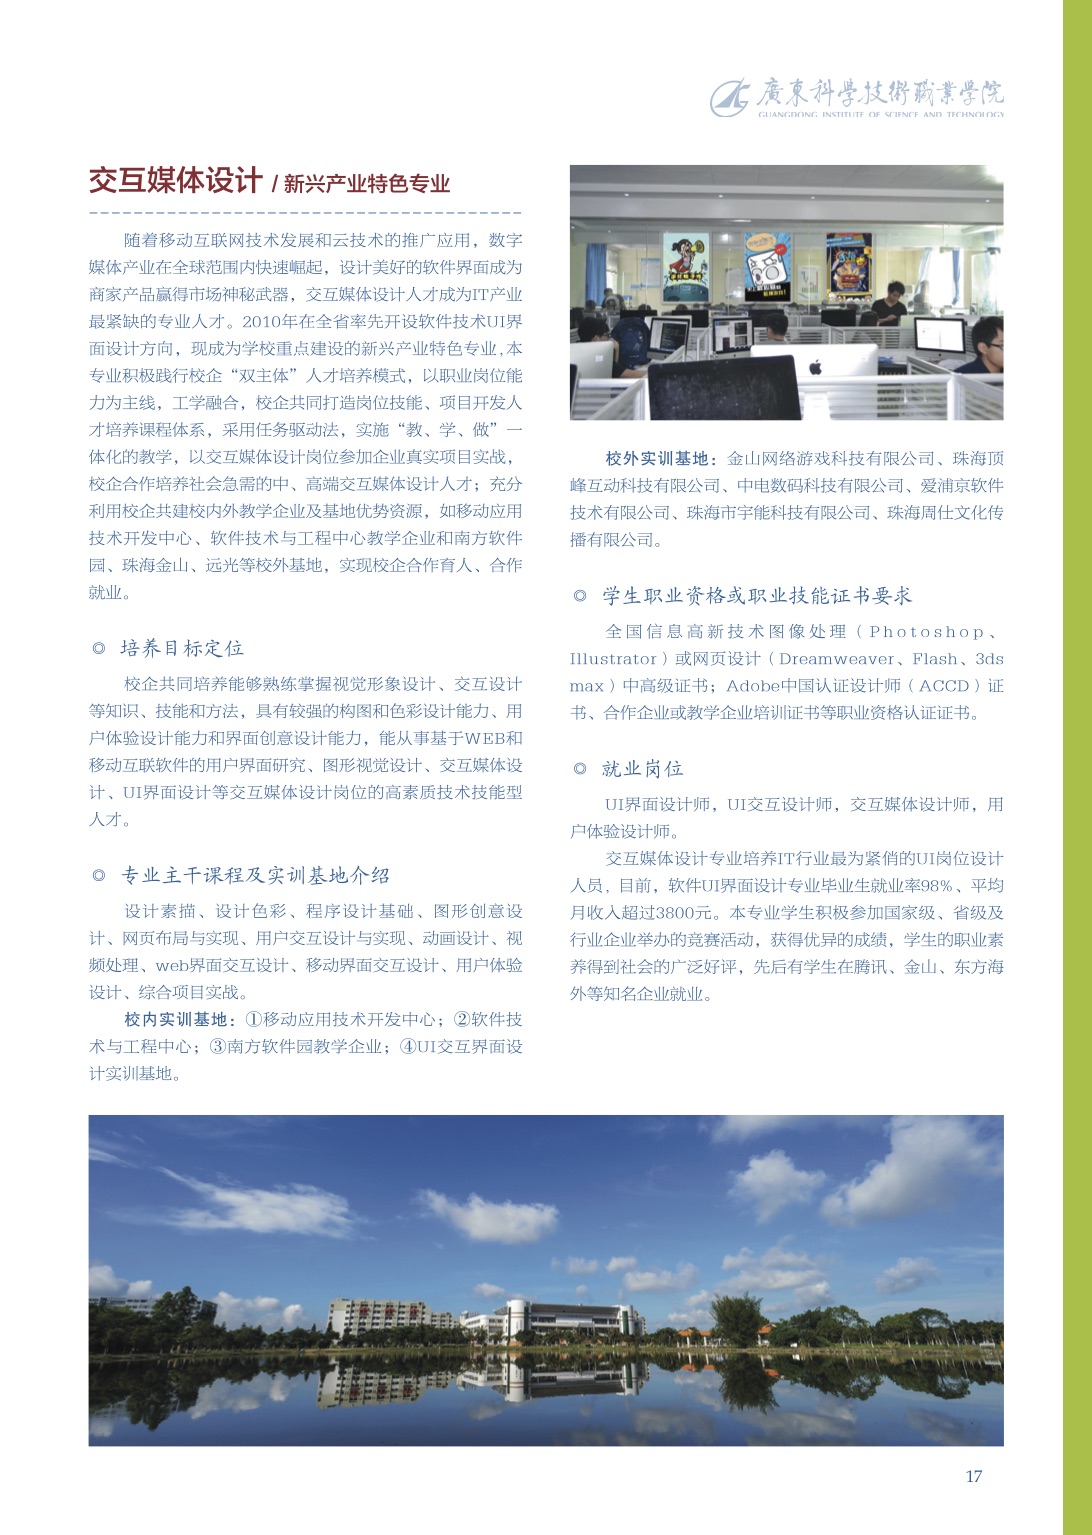 廣東科學技術職業學院
GUANGDONG INSTITUTE OF SCIENCE AND TECHNOLOGY
交互媒体设计 / 新兴产业特色专业
随着移动互联网技术发展和云技术的推广应用，数字
媒体产业在全球范围内快速崛起，设计美好的软件界面成为
商家产品赢得市场神秘武器，交互媒体设计人才成为IT产业
最紧缺的专业人才。2010年在全省率先开设软件技术UI界
面设计方向，现成为学校重点建设的新兴产业特色专业,本
专业积极践行校企“双主体”人才培养模式，以职业岗位能
力为主线，工学融合，校企共同打造岗位技能、项目开发人
才培养课程体系，采用任务驱动法，实施“教、学、做”一
体化的教学，以交互媒体设计岗位参加企业真实项目实战，
校企合作培养社会急需的中、高端交互媒体设计人才；充分
利用校企共建校内外教学企业及基地优势资源，如移动应用
技术开发中心、软件技术与工程中心教学企业和南方软件
园、珠海金山、远光等校外基地，实现校企合作育人、合作
就业。
◎ 培养目标定位
校企共同培养能够熟练掌握视觉形象设计、交互设计
等知识、技能和方法，具有较强的构图和色彩设计能力、用
户体验设计能力和界面创意设计能力，能从事基于WEB和
移动互联软件的用户界面研究、图形视觉设计、交互媒体设
计、UI界面设计等交互媒体设计岗位的高素质技术技能型
人才。
◎ 专业主干课程及实训基地介绍
设计素描、设计色彩、程序设计基础、图形创意设
计、网页布局与实现、用户交互设计与实现、动画设计、视
频处理、web界面交互设计、移动界面交互设计、用户体验
设计、综合项目实战。
校内实训基地：①移动应用技术开发中心；②软件技
术与工程中心；③南方软件园教学企业；④UI交互界面设
计实训基地。
校外实训基地：金山网络游戏科技有限公司、珠海顶
峰互动科技有限公司、中电数码科技有限公司、爱浦京软件
技术有限公司、珠海市宇能科技有限公司、珠海周仕文化传
播有限公司。
◎ 学生职业资格或职业技能证书要求
全国信息高新技术图像处理（Photoshop、
Illustrator）或网页设计（Dreamweaver、Flash、3ds
max）中高级证书；Adobe中国认证设计师（ACCD）证
书、合作企业或教学企业培训证书等职业资格认证证书。
◎ 就业岗位
UI界面设计师，UI交互设计师，交互媒体设计师，用
户体验设计师。
交互媒体设计专业培养IT行业最为紧俏的UI岗位设计
人员, 目前，软件UI界面设计专业毕业生就业率98%、平均
月收入超过3800元。本专业学生积极参加国家级、省级及
行业企业举办的竞赛活动，获得优异的成绩，学生的职业素
养得到社会的广泛好评，先后有学生在腾讯、金山、东方海
外等知名企业就业。
17